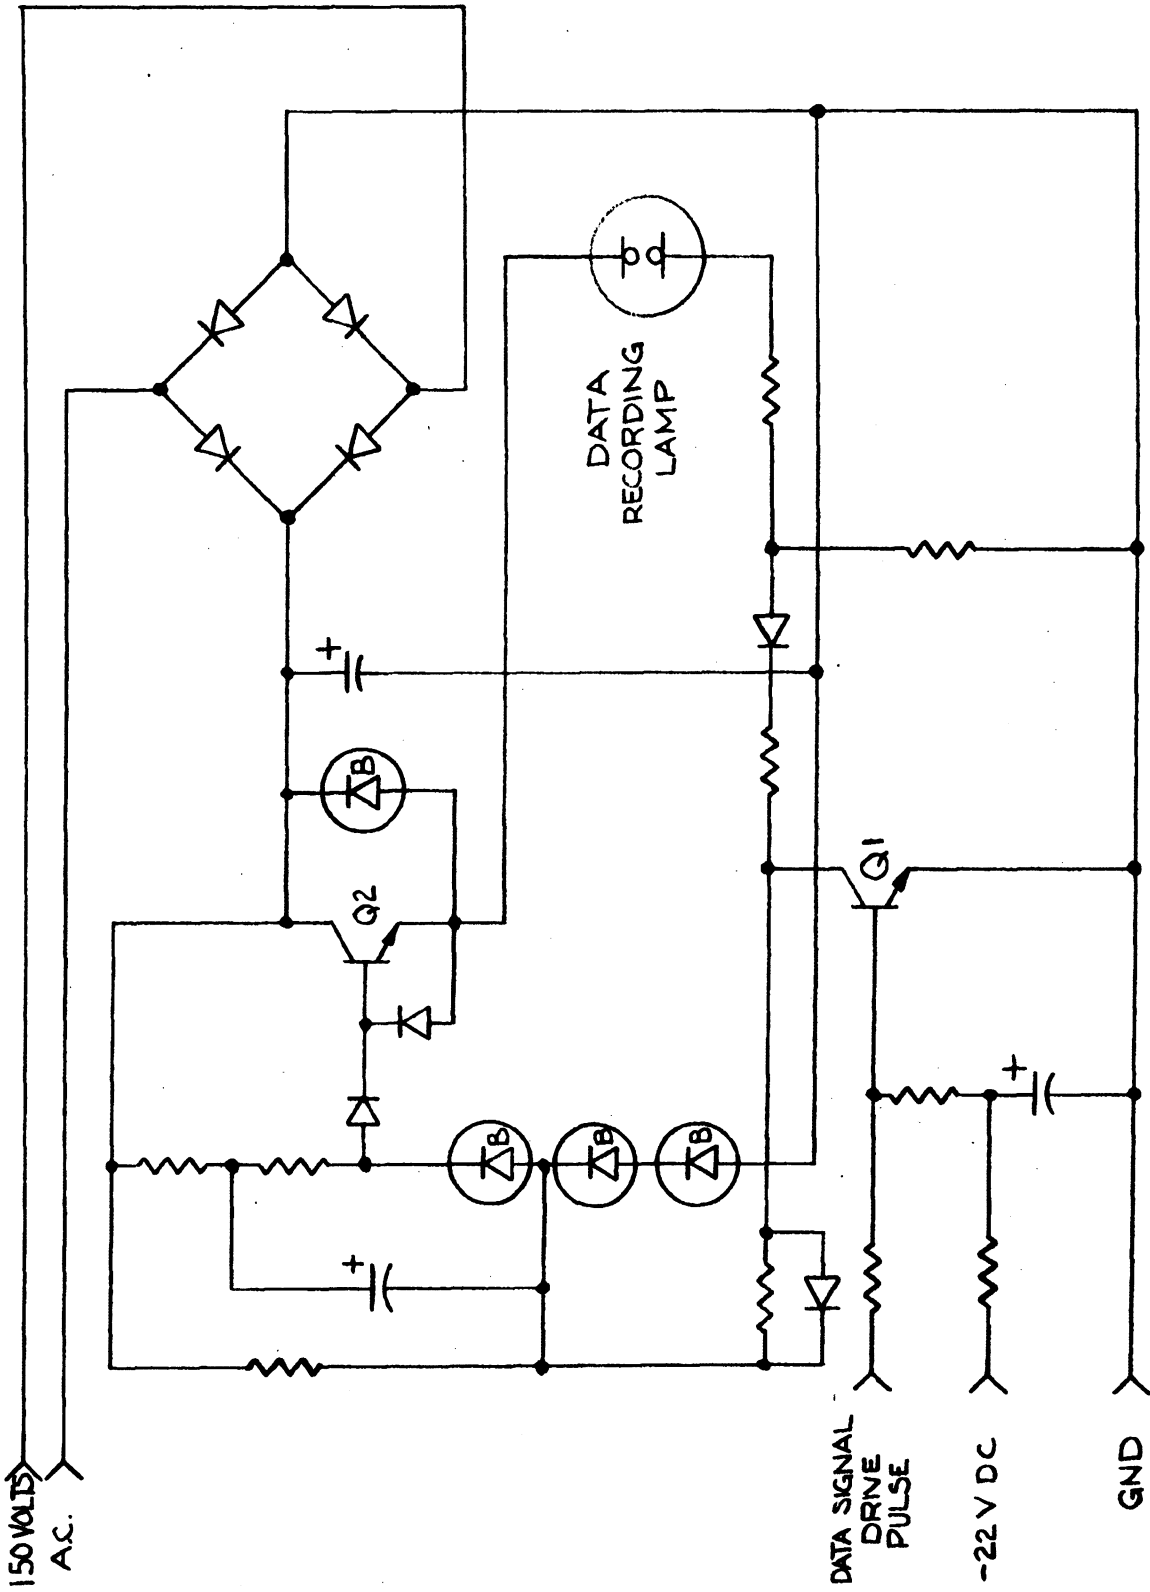 150 VOLTS
A.C.
DATA
RECORDING
LAMP
+
B
Q2
Q1
+
B
B
B
+
DATA SIGNAL
DRIVE
PULSE
-22 V DC
GND